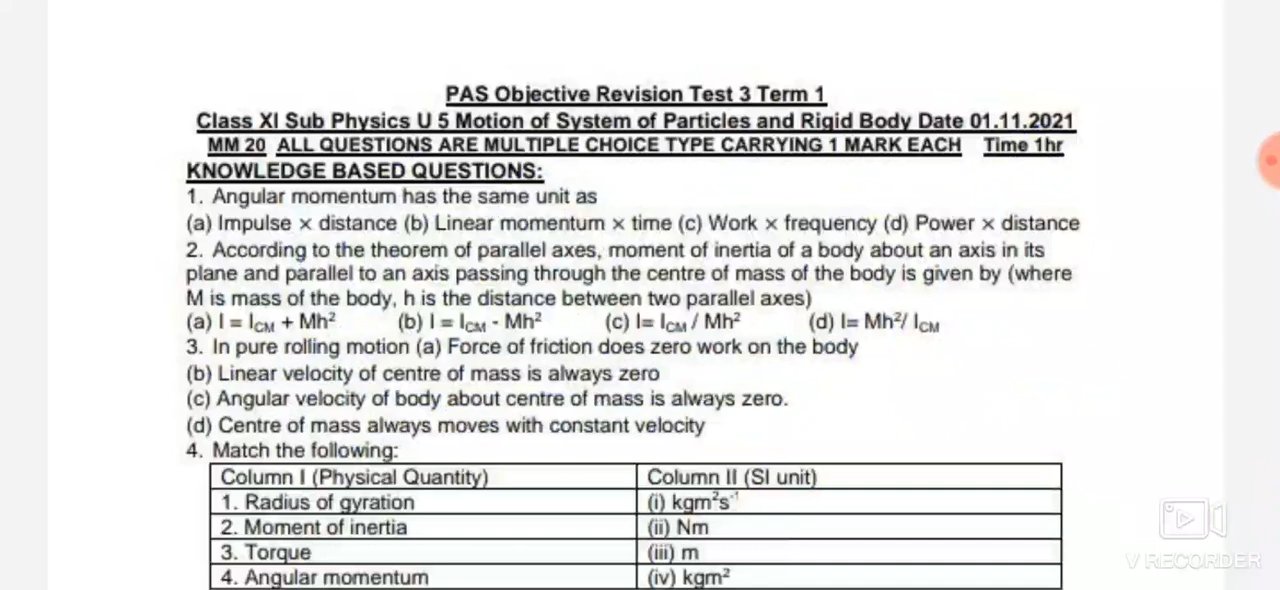 PAS Objective Revision Test 3 Term 1
Class XI Sub Physics U 5 Motion of System of Particles and Rigid Body Date 01.11.2021
MM 20 ALL QUESTIONS ARE MULTIPLE CHOICE TYPE CARRYING 1 MARK EACH Time 1hr
KNOWLEDGE BASED QUESTIONS:
1. Angular momentum has the same unit as
(a) Impulse × distance (b) Linear momentum × time (c) Work × frequency (d) Power × distance
2. According to the theorem of parallel axes, moment of inertia of a body about an axis in its
plane and parallel to an axis passing through the centre of mass of the body is given by (where
M is mass of the body, h is the distance between two parallel axes)
(a) I = I_CM + Mh² (b) I = I_CM - Mh² (c) I= I_CM / Mh² (d) I= Mh²/ I_CM
3. In pure rolling motion (a) Force of friction does zero work on the body
(b) Linear velocity of centre of mass is always zero
(c) Angular velocity of body about centre of mass is always zero.
(d) Centre of mass always moves with constant velocity
4. Match the following:
Column I (Physical Quantity) Column II (SI unit)
1. Radius of gyration (i) kgm²s⁻¹
2. Moment of inertia (ii) Nm
3. Torque (iii) m
4. Angular momentum (iv) kgm²
V RECORDER